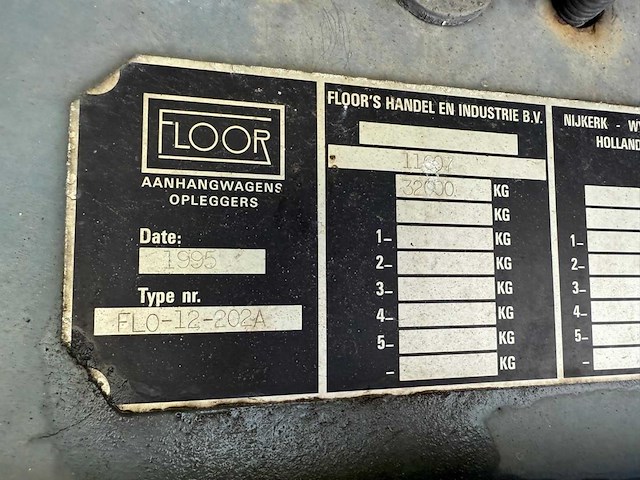 FLOOR
AANHANGWAGENS
OPLEGGERS
Date:
1995
Type nr.
FLO-12-202A
FLOOR'S HANDEL EN INDUSTRIE B.V.
32000 KG
KG
1– KG
2– KG
3– KG
4– KG
5– KG
– KG
NIJKERK -
HOLLAND
1–
2–
3–
4–
5–
–